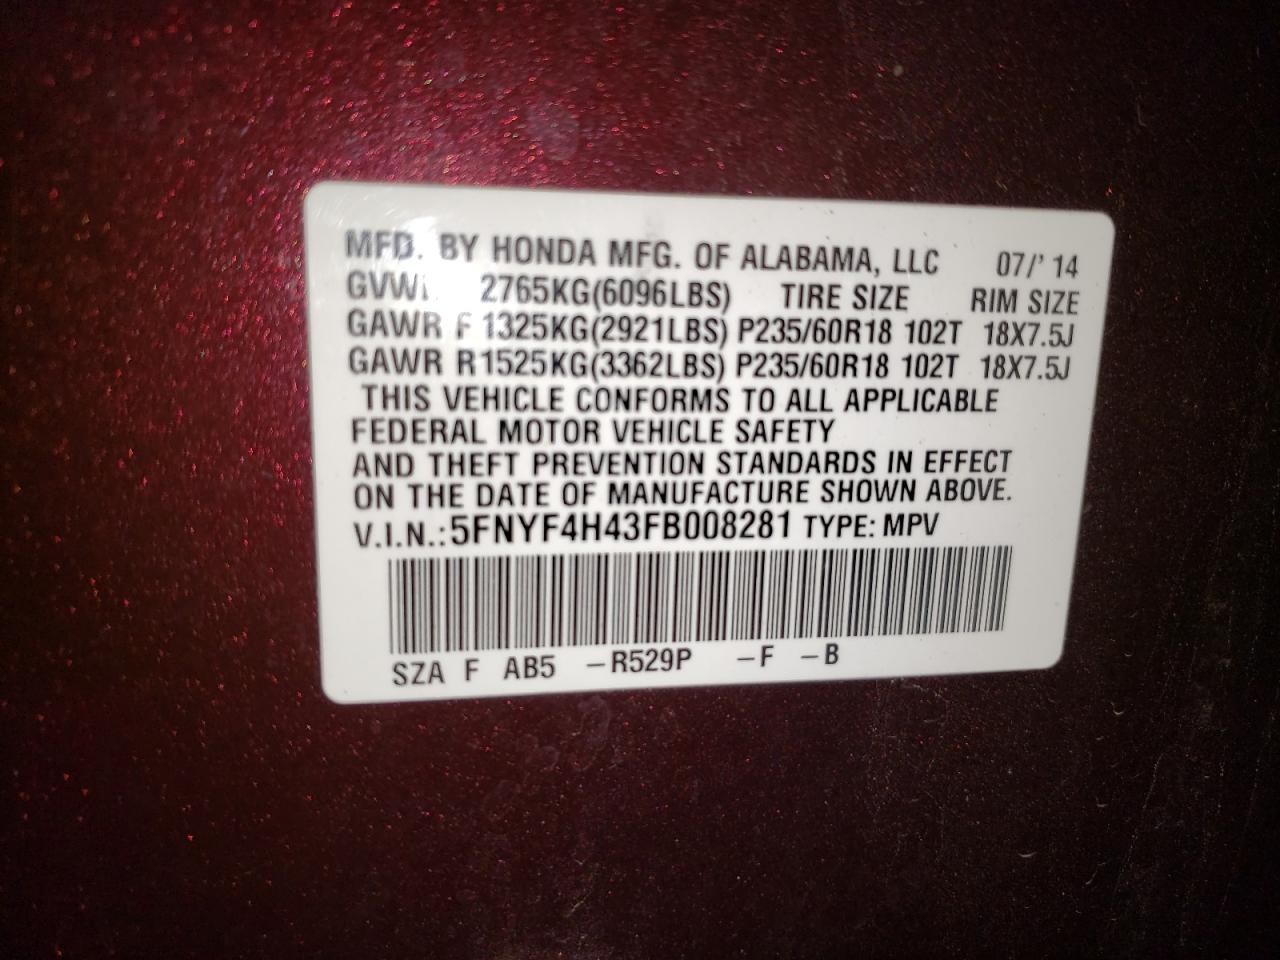 MFD. BY HONDA MFG. OF ALABAMA, LLC 07/'14
2765KG(6096LBS) TIRE SIZE RIM SIZE
GAWR F 1325KG(2921LBS) P235/60R18 102T 18X7.5J
GAWR R1525KG(3362LBS) P235/60R18 102T 18X7.5J
THIS VEHICLE CONFORMS TO ALL APPLICABLE
FEDERAL MOTOR VEHICLE SAFETY
AND THEFT PREVENTION STANDARDS IN EFFECT
ON THE DATE OF MANUFACTURE SHOWN ABOVE.
V.I.N.:5FNYF4H43FB008281 TYPE: MPV
SZA F AB5 -R529P -F -B